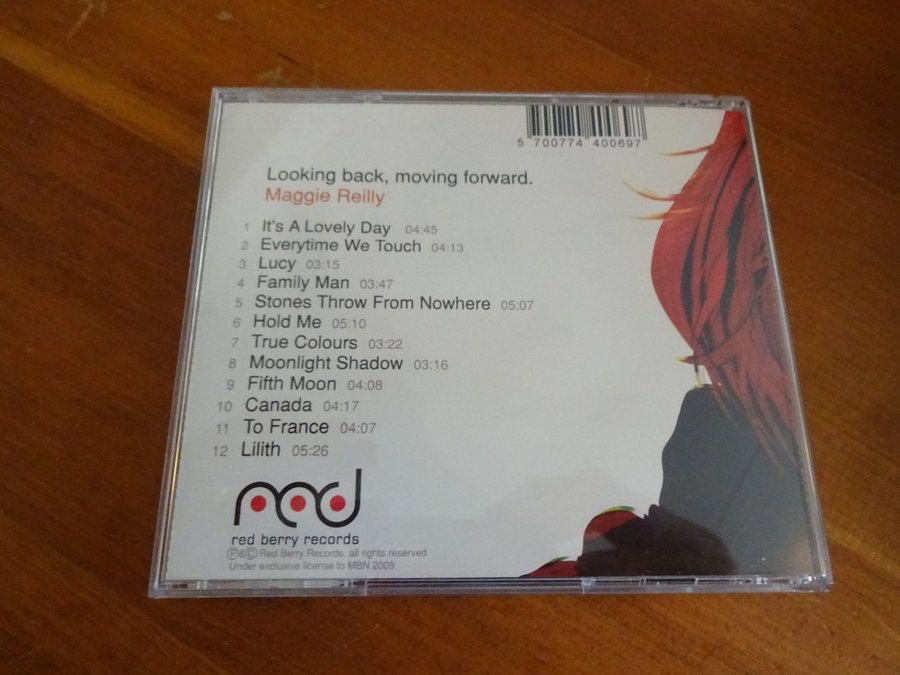 5 700774 400697
Looking back, moving forward.
Maggie Reilly
1 It's A Lovely Day 04:45
2 Everytime We Touch 04:13
3 Lucy 03:15
4 Family Man 03:47
5 Stones Throw From Nowhere 05:07
6 Hold Me 05:10
7 True Colours 03:22
8 Moonlight Shadow 03:16
9 Fifth Moon 04:08
10 Canada 04:17
11 To France 04:07
12 Lilith 05:26
red
red berry records
℗&© Red Berry Records. all rights reserved
Under exclusive license to MBN 2009